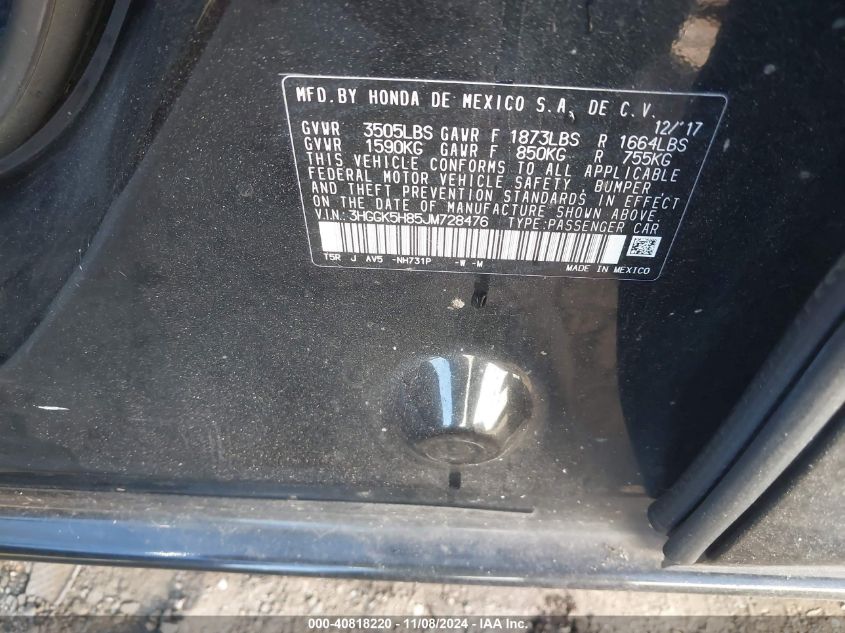 MFD. BY HONDA DE MEXICO S.A. DE C.V.
12/'17
GVWR 3505LBS GAWR F 1873LBS R 1664LBS
GVWR 1590KG GAWR F 850KG R 755KG
THIS VEHICLE CONFORMS TO ALL APPLICABLE
FEDERAL MOTOR VEHICLE SAFETY, BUMPER,
AND THEFT PREVENTION STANDARDS IN EFFECT
ON THE DATE OF MANUFACTURE SHOWN ABOVE.
V.I.N.: 3HGGK5H85JM728476 TYPE:PASSENGER CAR
T5R J AV5 -NH731P -W -M
MADE IN MEXICO
000-40818220 - 11/08/2024 - IAAI.COM